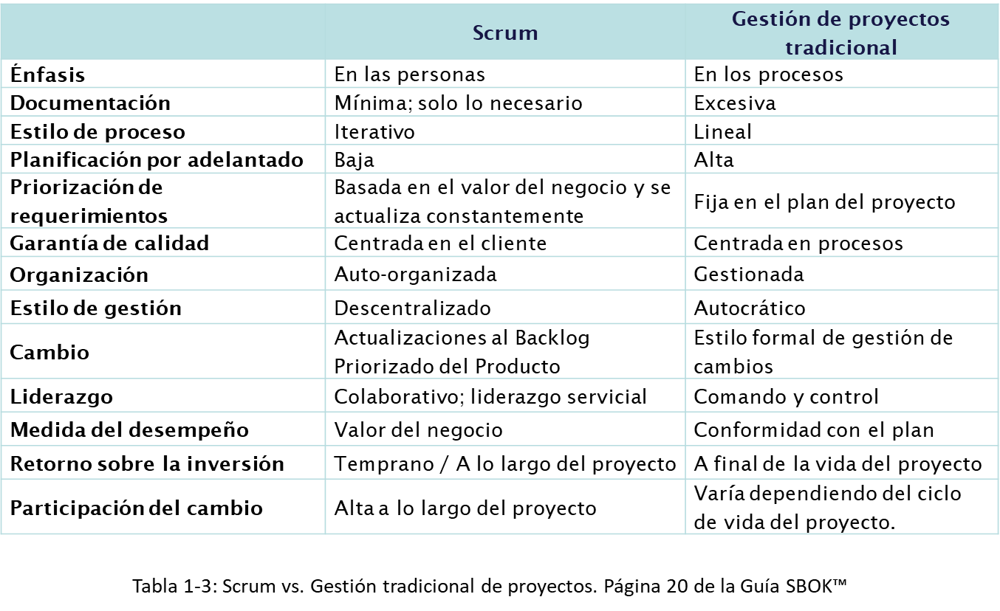 Scrum
Gestión de proyectos
tradicional
Énfasis
En las personas
En los procesos
Documentación
Mínima; solo lo necesario
Excesiva
Estilo de proceso
Iterativo
Lineal
Planificación por adelantado
Baja
Alta
Priorización de
requerimientos
Basada en el valor del negocio y se
actualiza constantemente
Fija en el plan del proyecto
Garantía de calidad
Centrada en el cliente
Centrada en procesos
Organización
Auto-organizada
Gestionada
Estilo de gestión
Descentralizado
Autocrático
Cambio
Actualizaciones al Backlog
Priorizado del Producto
Estilo formal de gestión de
cambios
Liderazgo
Colaborativo; liderazgo servicial
Comando y control
Medida del desempeño
Valor del negocio
Conformidad con el plan
Retorno sobre la inversión
Temprano / A lo largo del proyecto
A final de la vida del proyecto
Participación del cambio
Alta a lo largo del proyecto
Varía dependiendo del ciclo
de vida del proyecto.
Tabla 1-3: Scrum vs. Gestión tradicional de proyectos. Página 20 de la Guía SBOK™